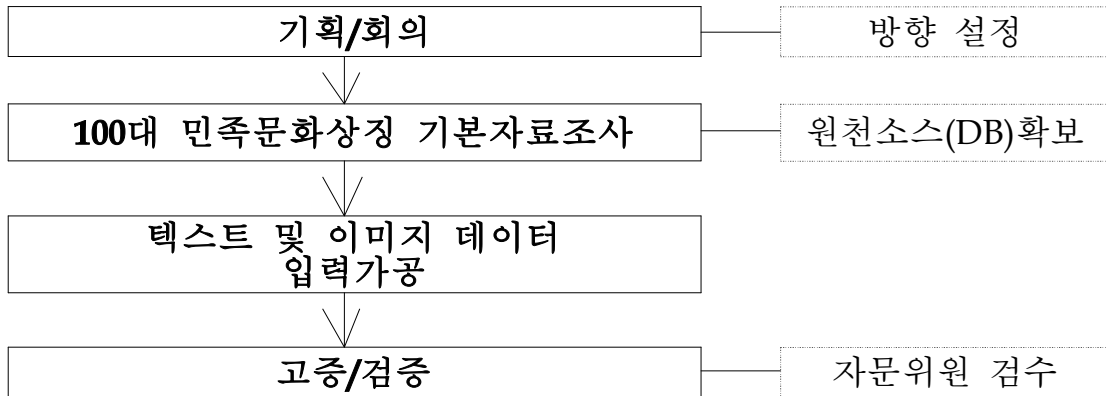 기획/회의
방향 설정
100대 민족문화상징 기본자료조사
원천소스(DB)확보
텍스트 및 이미지 데이터
입력가공
고증/검증
자문위원 검수